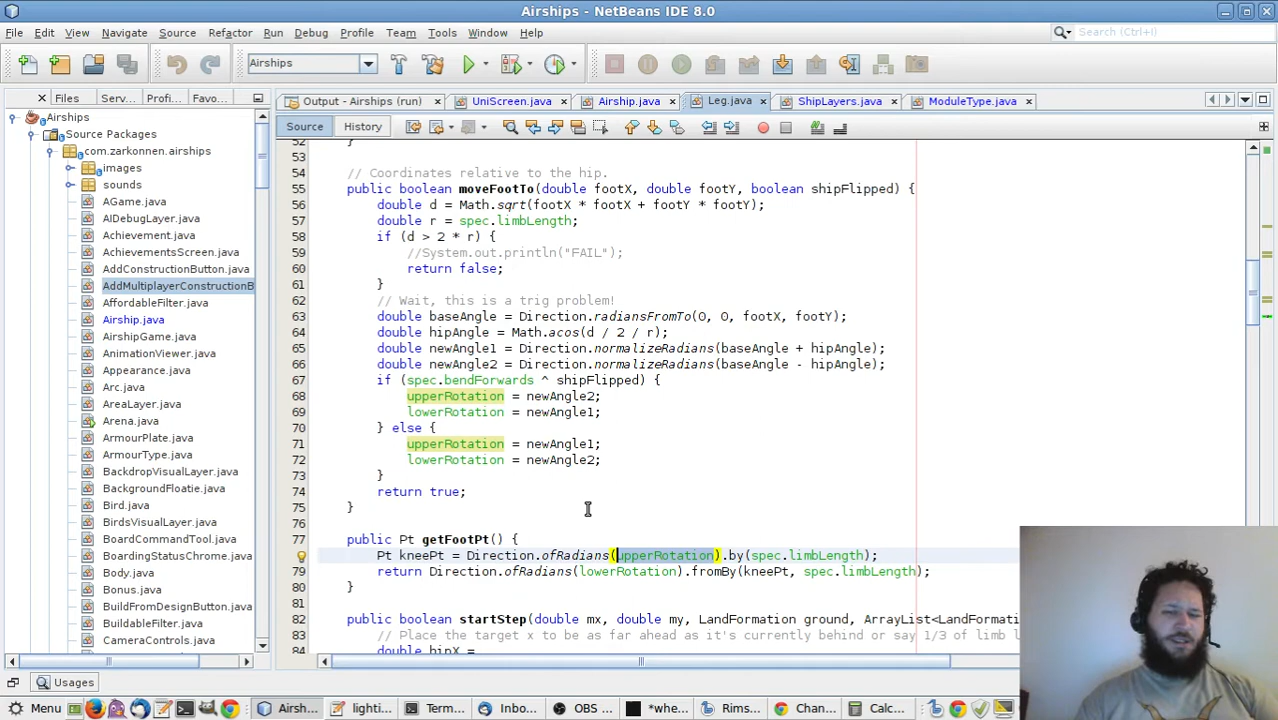 Airships - NetBeans IDE 8.0
File Edit View Navigate Source Refactor Run Debug Profile Team Tools Window Help
Search (Ctrl+I)
Airships
Files Serv... Profi... Favo...
Output - Airships (run) UniScreen.java Airship.java Leg.java ShipLayers.java ModuleType.java
Source History
Airships
Source Packages
com.zarkonnen.airships
images
sounds
AGame.java
AIDebugLayer.java
Achievement.java
AchievementsScreen.java
AddConstructionButton.java
AddMultiplayerConstructionB
AffordableFilter.java
Airship.java
AirshipGame.java
AnimationViewer.java
Appearance.java
Arc.java
AreaLayer.java
Arena.java
ArmourPlate.java
ArmourType.java
BackdropVisualLayer.java
BackgroundFloatie.java
Bird.java
BirdsVisualLayer.java
BoardCommandTool.java
BoardingStatusChrome.java
Body.java
Bonus.java
BuildFromDesignButton.java
BuildableFilter.java
CameraControls.java
52 }
53
54 // Coordinates relative to the hip.
55 public boolean moveFootTo(double footX, double footY, boolean shipFlipped) {
56 double d = Math.sqrt(footX * footX + footY * footY);
57 double r = spec.limbLength;
58 if (d > 2 * r) {
59 //System.out.println("FAIL");
60 return false;
61 }
62 // Wait, this is a trig problem!
63 double baseAngle = Direction.radiansFromTo(0, 0, footX, footY);
64 double hipAngle = Math.acos(d / 2 / r);
65 double newAngle1 = Direction.normalizeRadians(baseAngle + hipAngle);
66 double newAngle2 = Direction.normalizeRadians(baseAngle - hipAngle);
67 if (spec.bendForwards ^ shipFlipped) {
68 upperRotation = newAngle2;
69 lowerRotation = newAngle1;
70 } else {
71 upperRotation = newAngle1;
72 lowerRotation = newAngle2;
73 }
74 return true;
75 }
76
77 public Pt getFootPt() {
Pt kneePt = Direction.ofRadians(upperRotation).by(spec.limbLength);
79 return Direction.ofRadians(lowerRotation).fromBy(kneePt, spec.limbLength);
80 }
81
82 public boolean startStep(double mx, double my, LandFormation ground, ArrayList<LandFormation
83 // Place the target x to be as far ahead as it's currently behind or say 1/3 of limb l
84 double hipX =
Usages
Menu Airsh... lighti... Term... Inbo... OBS ... *whe... Rims... Chan... Calc...